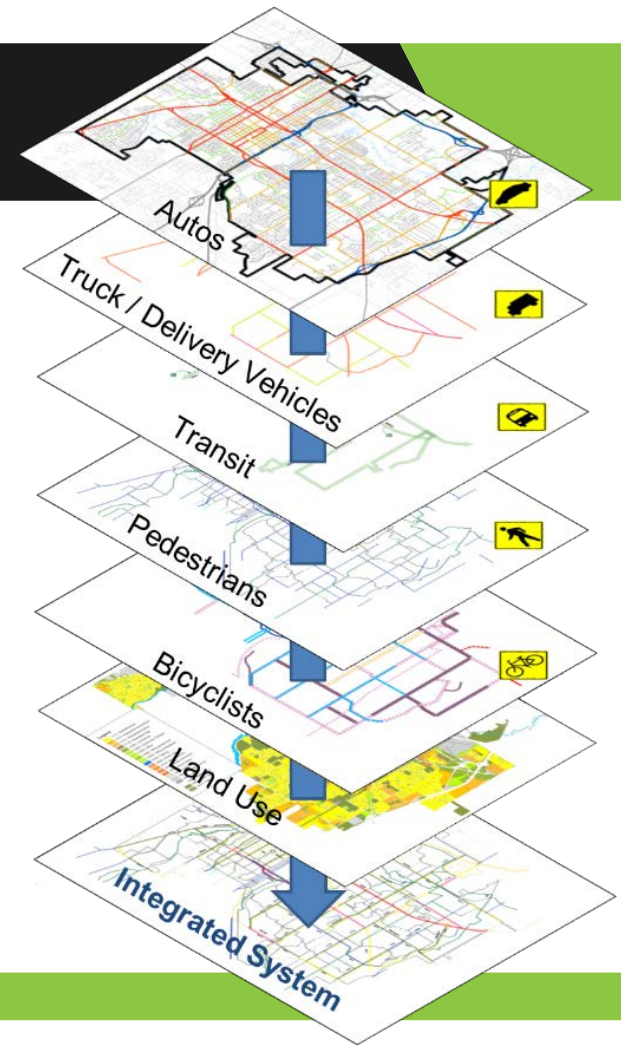 Autos
Truck / Delivery Vehicles
Transit
Pedestrians
Bicyclists
Land Use
Integrated System